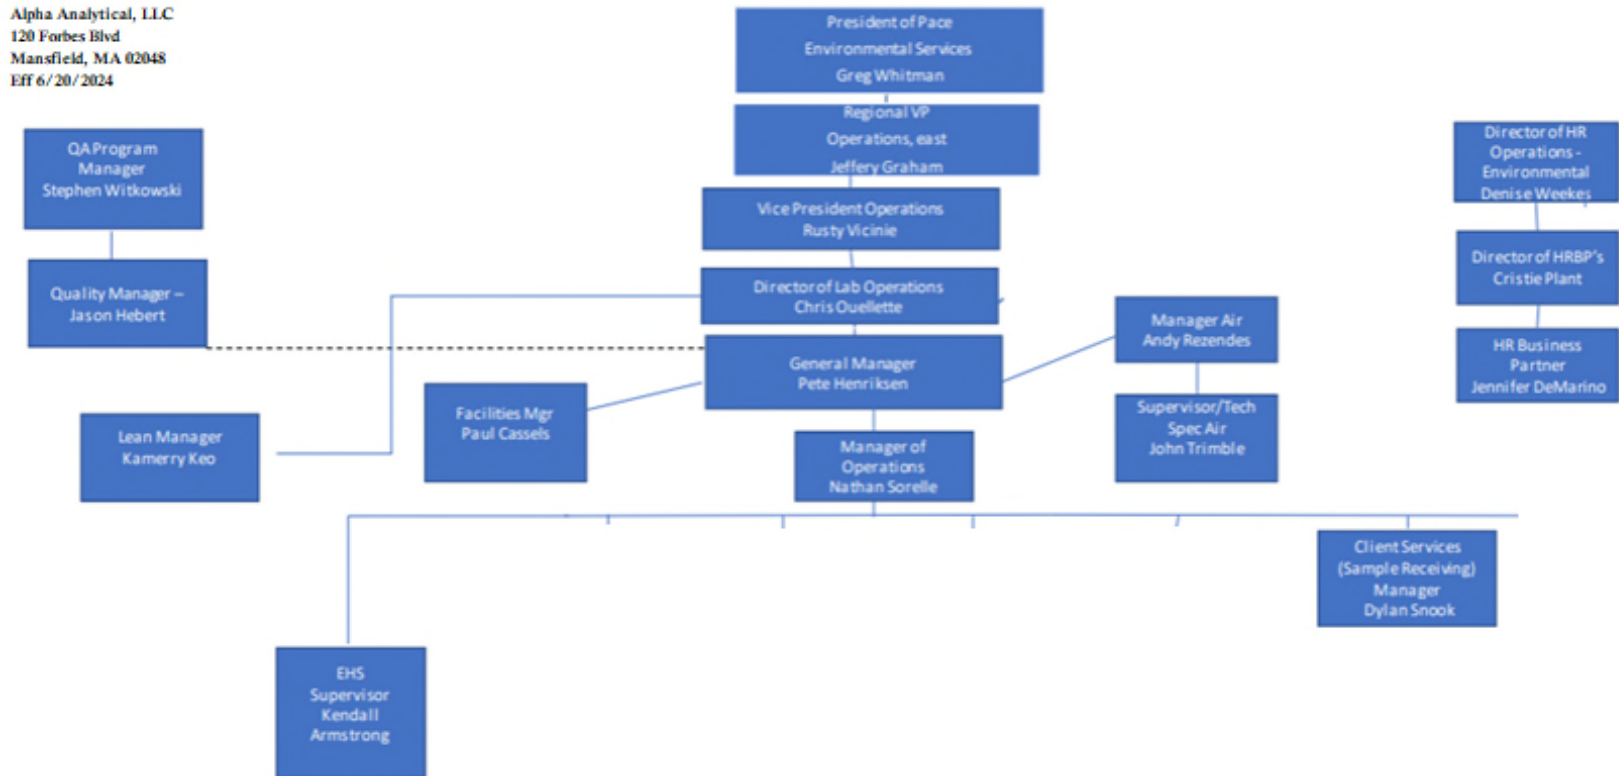 Alpha Analytical, LLC
120 Forbes Blvd
Mansfield, MA 02048
Eff 6/20/2024
President of Pace
Environmental Services
Greg Whitman
Regional VP
Operations, east
Jeffery Graham
Vice President Operations
Rusty Vicinie
Director of Lab Operations
Chris Ouellette
General Manager
Pete Henriksen
Manager of
Operations
Nathan Sorelle
QA Program
Manager
Stephen Witkowski
Quality Manager –
Jason Hebert
Lean Manager
Kamerry Keo
Facilities Mgr
Paul Cassels
Manager Air
Andy Rezendes
Supervisor/Tech
Spec Air
John Trimble
Director of HR
Operations -
Environmental
Denise Weekes
Director of HRBP's
Cristie Plant
HR Business
Partner
Jennifer DeMarino
Client Services
(Sample Receiving)
Manager
Dylan Snook
EHS
Supervisor
Kendall
Armstrong